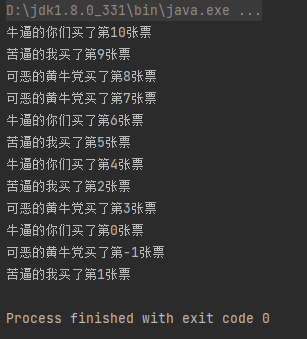 D:\jdk1.8.0_331\bin\java.exe ...
牛逼的你们买了第10张票
苦逼的我买了第9张票
可恶的黄牛党买了第8张票
可恶的黄牛党买了第7张票
牛逼的你们买了第6张票
苦逼的我买了第5张票
牛逼的你们买了第4张票
苦逼的我买了第2张票
可恶的黄牛党买了第3张票
牛逼的你们买了第0张票
可恶的黄牛党买了第-1张票
苦逼的我买了第1张票
Process finished with exit code 0